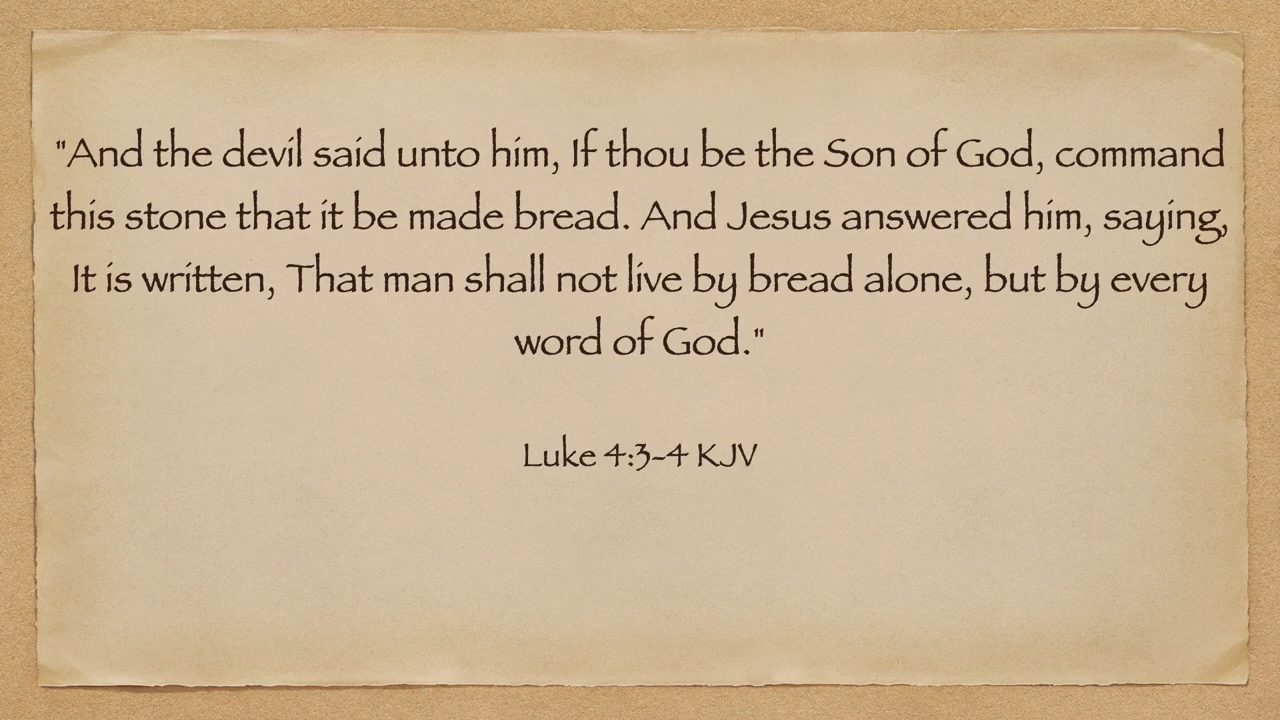 "And the devil said unto him, If thou be the Son of God, command
this stone that it be made bread. And Jesus answered him, saying,
It is written, That man shall not live by bread alone, but by every
word of God."
Luke 4:3-4 KJV